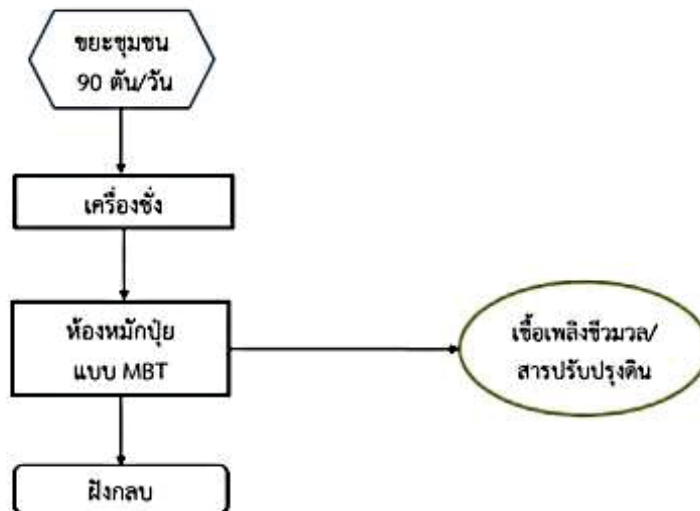 ขยะชุมชน
90 ตัน/วัน
เครื่องชั่ง
ห้องหมักปุ๋ย
แบบ MBT
เชื้อเพลิงชีวมวล/
สารปรับปรุงดิน
ฝังกลบ